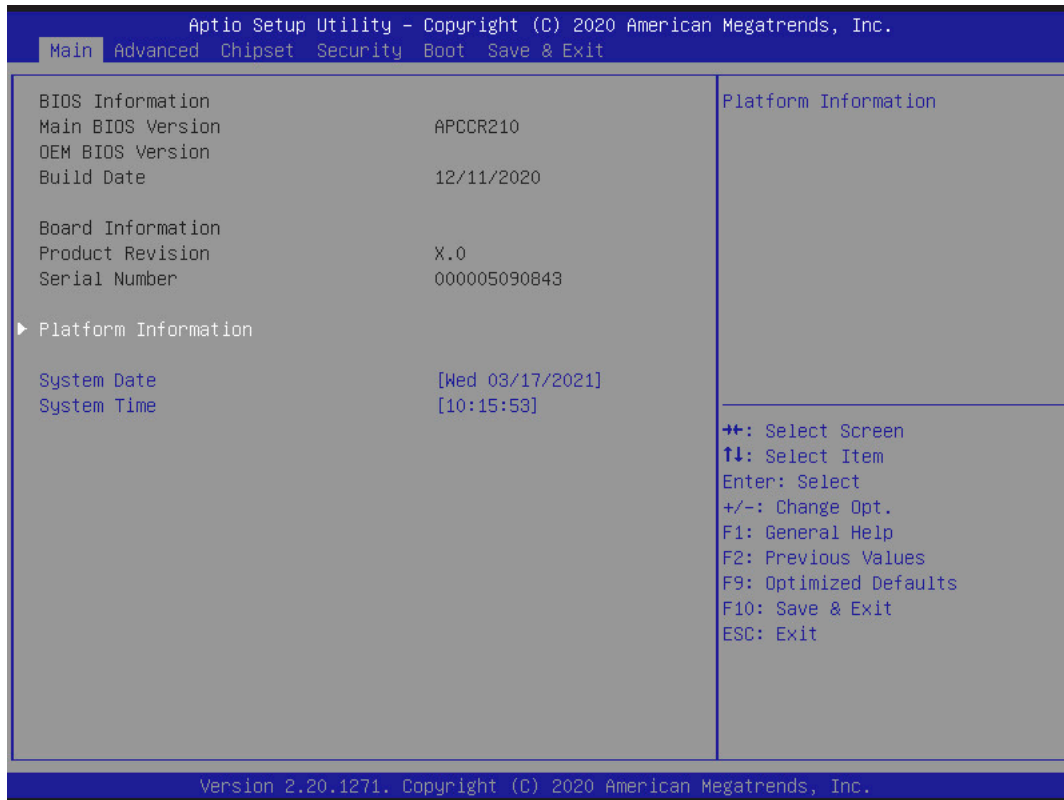 Aptio Setup Utility – Copyright (C) 2020 American Megatrends, Inc.
Main Advanced Chipset Security Boot Save & Exit
BIOS Information
Main BIOS Version APCCR210
OEM BIOS Version
Build Date 12/11/2020
Board Information
Product Revision X.0
Serial Number 000005090843
Platform Information
System Date [Wed 03/17/2021]
System Time [10:15:53]
Platform Information
→←: Select Screen
↑↓: Select Item
Enter: Select
+/-: Change Opt.
F1: General Help
F2: Previous Values
F9: Optimized Defaults
F10: Save & Exit
ESC: Exit
Version 2.20.1271. Copyright (C) 2020 American Megatrends, Inc.